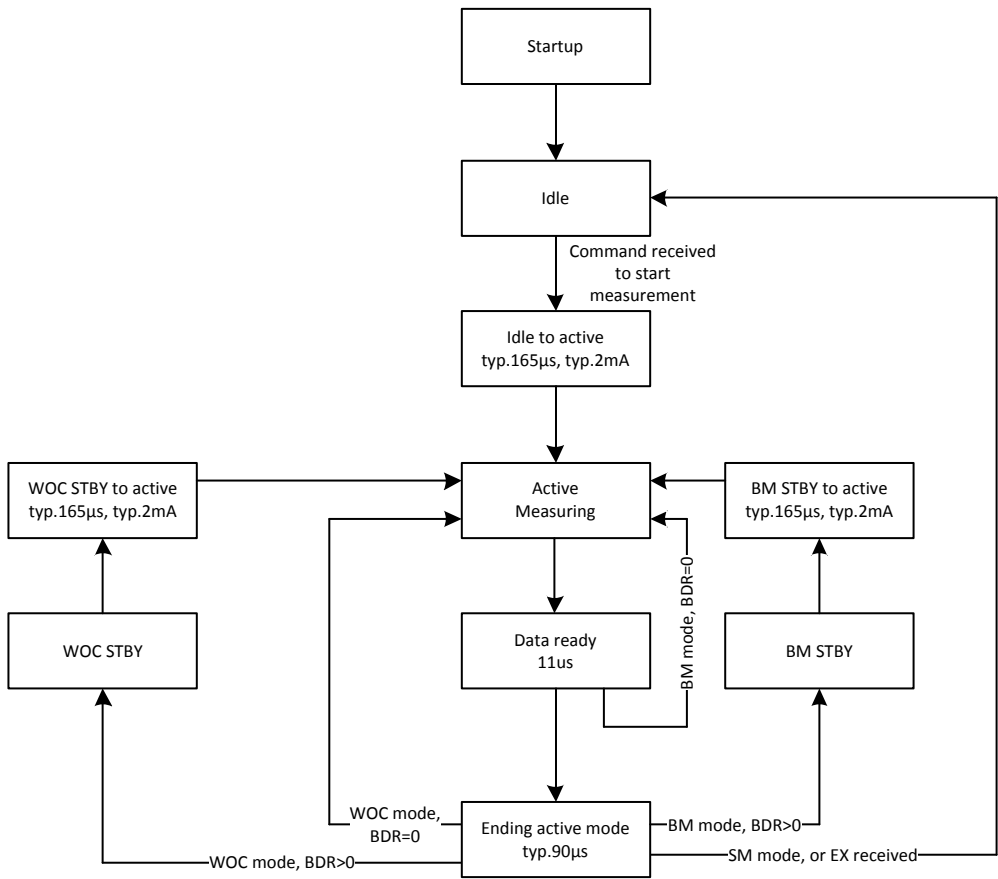 Startup
Idle
Command received
to start
measurement
Idle to active
typ.165µs, typ.2mA
WOC STBY to active
typ.165µs, typ.2mA
Active
Measuring
BM STBY to active
typ.165µs, typ.2mA
WOC STBY
Data ready
11us
BM mode, BDR=0
BM STBY
WOC mode,
BDR=0
Ending active mode
typ.90µs
BM mode, BDR>0
WOC mode, BDR>0
SM mode, or EX received